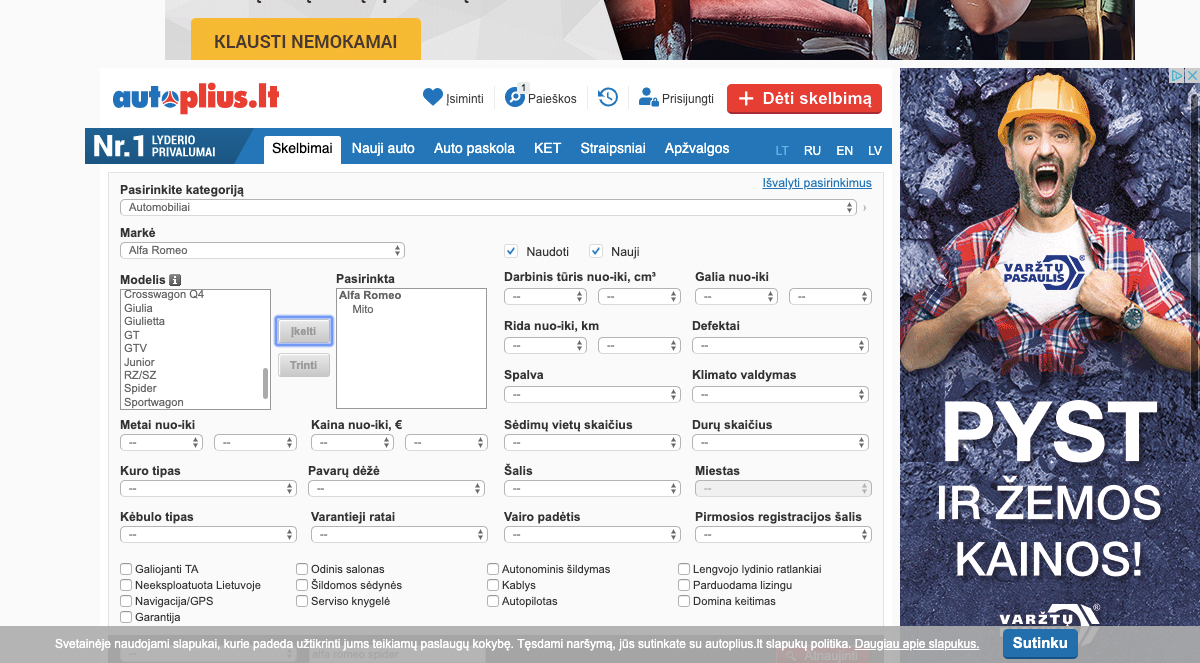 KLAUSTI NEMOKAMAI
autoplius.lt
Įsiminti
1
Paieškos
Prisijungti
+ Dėti skelbimą
Nr.1 LYDERIO
PRIVALUMAI
Skelbimai
Nauji auto
Auto paskola
KET
Straipsniai
Apžvalgos
LT
RU
EN
LV
Pasirinkite kategoriją
Išvalyti pasirinkimus
Automobiliai
Markė
Alfa Romeo
Naudoti
Nauji
Modelis
Crosswagon Q4
Giulia
Giulietta
GT
GTV
Junior
RZ/SZ
Spider
Sportwagon
Įkelti
Trinti
Pasirinkta
Alfa Romeo
Mito
Darbinis tūris nuo-iki, cm³
-- --
Galia nuo-iki
-- --
Rida nuo-iki, km
-- --
Defektai
--
Spalva
--
Klimato valdymas
--
Metai nuo-iki
-- --
Kaina nuo-iki, €
-- --
Sėdimų vietų skaičius
--
Durų skaičius
--
Kuro tipas
--
Pavarų dėžė
--
Šalis
--
Miestas
--
Kėbulo tipas
--
Varantieji ratai
--
Vairo padėtis
--
Pirmosios registracijos šalis
--
Galiojanti TA
Odinis salonas
Autonominis šildymas
Lengvojo lydinio ratlankiai
Neeksploatuota Lietuvoje
Šildomos sėdynės
Kablys
Parduodama lizingu
Navigacija/GPS
Serviso knygelė
Autopilotas
Domina keitimas
Garantija
Svetainėje naudojami slapukai, kurie padeda užtikrinti jums teikiamų paslaugų kokybę. Tęsdami naršymą, jūs sutinkate su autoplius.lt slapukų politika. Daugiau apie slapukus.
Sutinku
alfa romeo spider
Atnaujinti
VARŽTŲ
PASAULIS
PYST
IR ŽEMOS
KAINOS!
VARŽTŲ